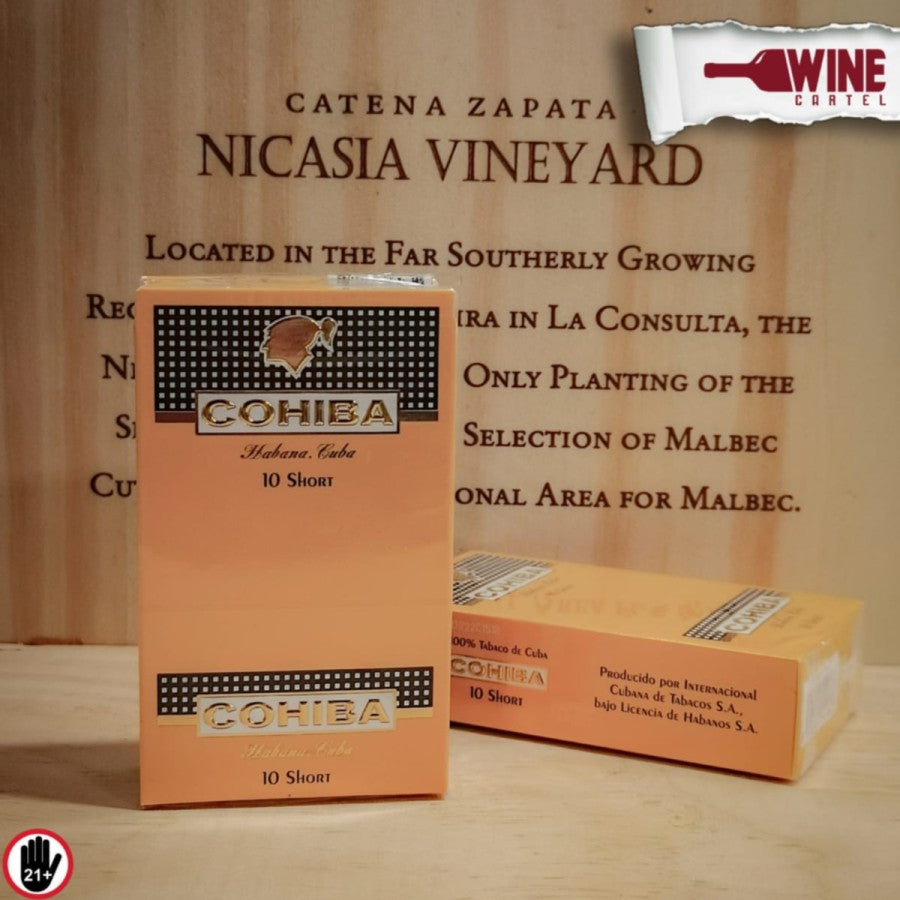 WINE
CARTEL
CATENA ZAPATA
NICASIA VINEYARD
LOCATED IN THE FAR SOUTHERLY GROWING
IRA IN LA CONSULTA, THE
ONLY PLANTING OF THE
SELECTION OF MALBEC
ONAL AREA FOR MALBEC.
COHIBA
Habana, Cuba
10 SHORT
COHIBA
Habana, Cuba
10 SHORT
COHIBA
COHIBA
100% Tabaco de Cuba
COHIBA
10 SHORT
PRODUCIDO POR INTERNACIONAL
CUBANA DE TABACOS S.A.,
BAJO LICENCIA DE HABANOS S.A.
21+